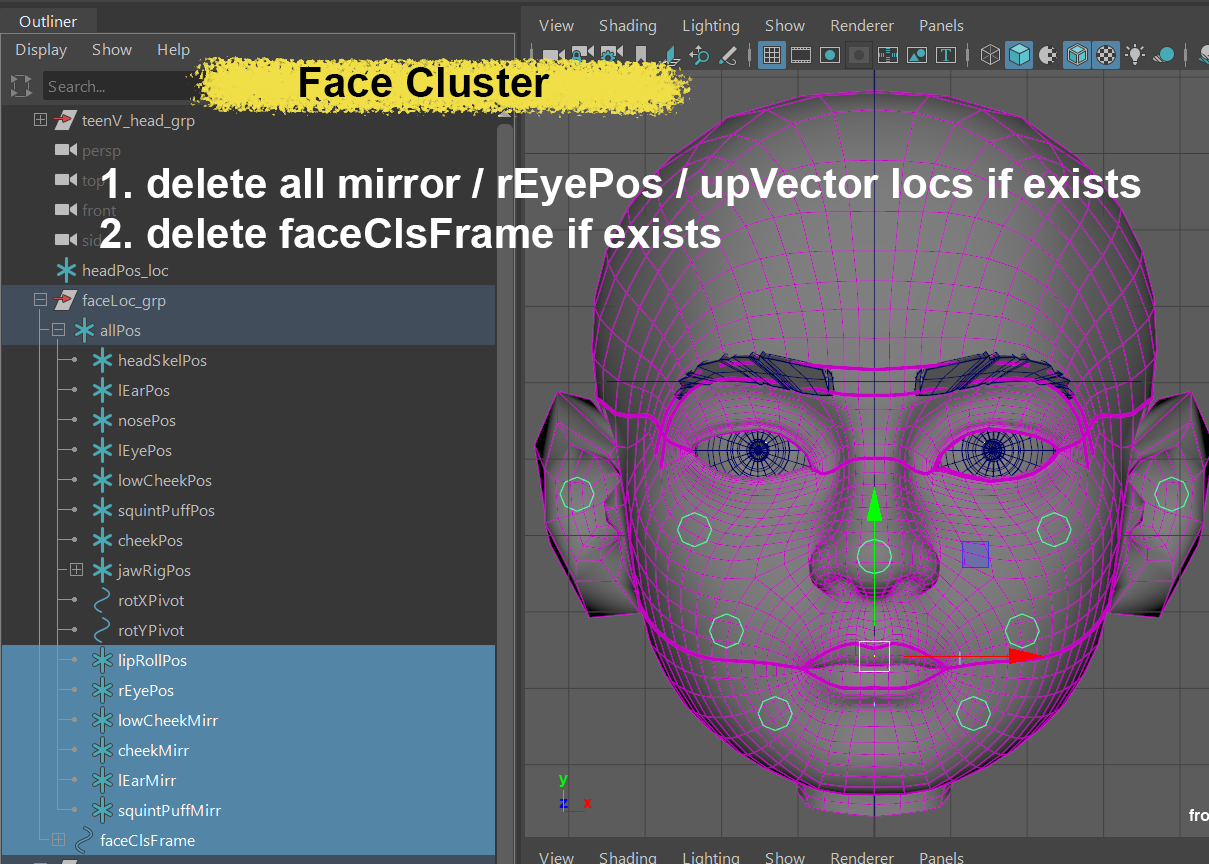 Outliner
View Shading Lighting Show Renderer Panels
Display Show Help
Search...
Face Cluster
teenV_head_grp
persp
top
1. delete all mirror / rEyePos / upVector locs if exists
front
2. delete faceClsFrame if exists
headPos_loc
faceLoc_grp
allPos
headSkelPos
lEarPos
nosePos
lEyePos
lowCheekPos
squintPuffPos
cheekPos
jawRigPos
rotXPivot
rotYPivot
lipRollPos
rEyePos
lowCheekMirr
cheekMirr
lEarMirr
squintPuffMirr
faceClsFrame
y
z x
fro
View Shading Lighting Show Renderer Panels